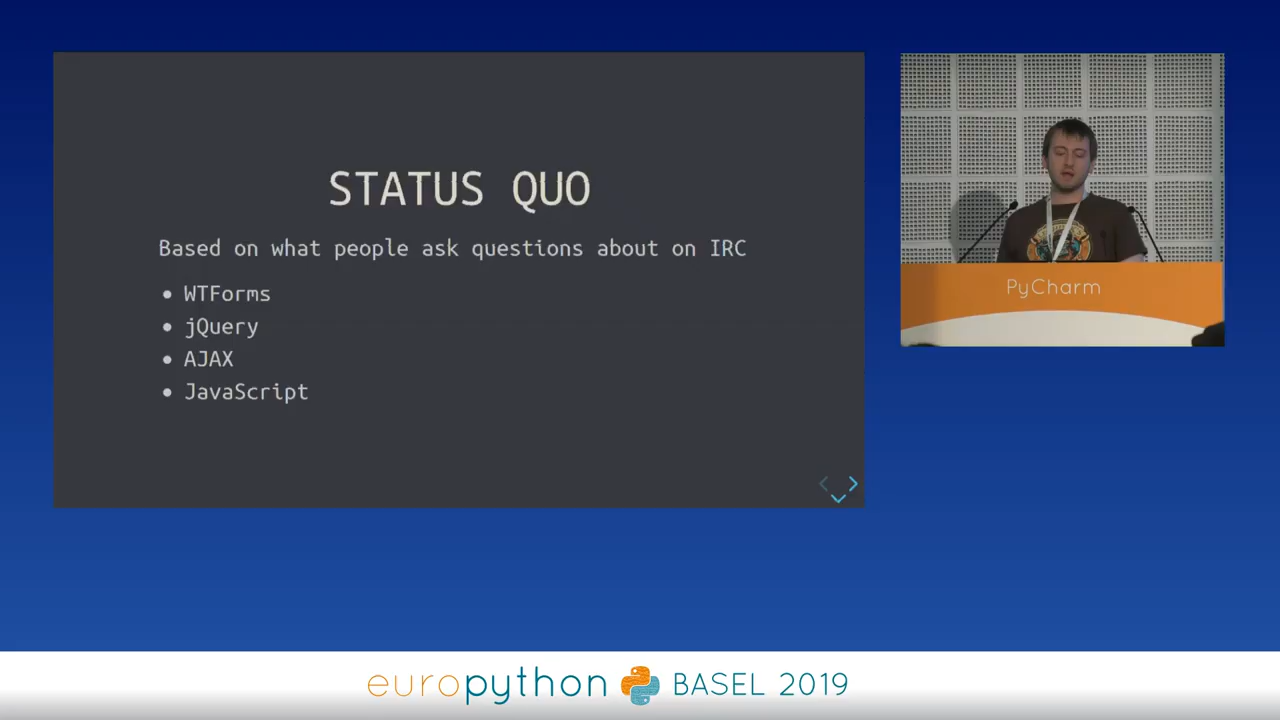 STATUS QUO
Based on what people ask questions about on IRC
• WTForms
• jQuery
• AJAX
• JavaScript
PyCharm
europython BASEL 2019